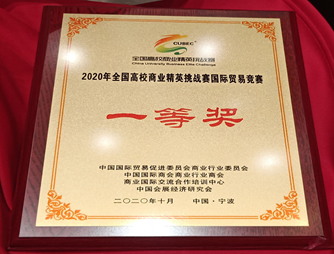 CUBEC
全国高校商业精英挑战赛
China University Business Elite Challenge
2020年全国高校商业精英挑战赛国际贸易竞赛
一等奖
中国国际贸易促进委员会商业行业委员会
中国国际商会商业行业商会
商业国际交流合作培训中心
中国会展经济研究会
二〇二〇年十月 中国·宁波